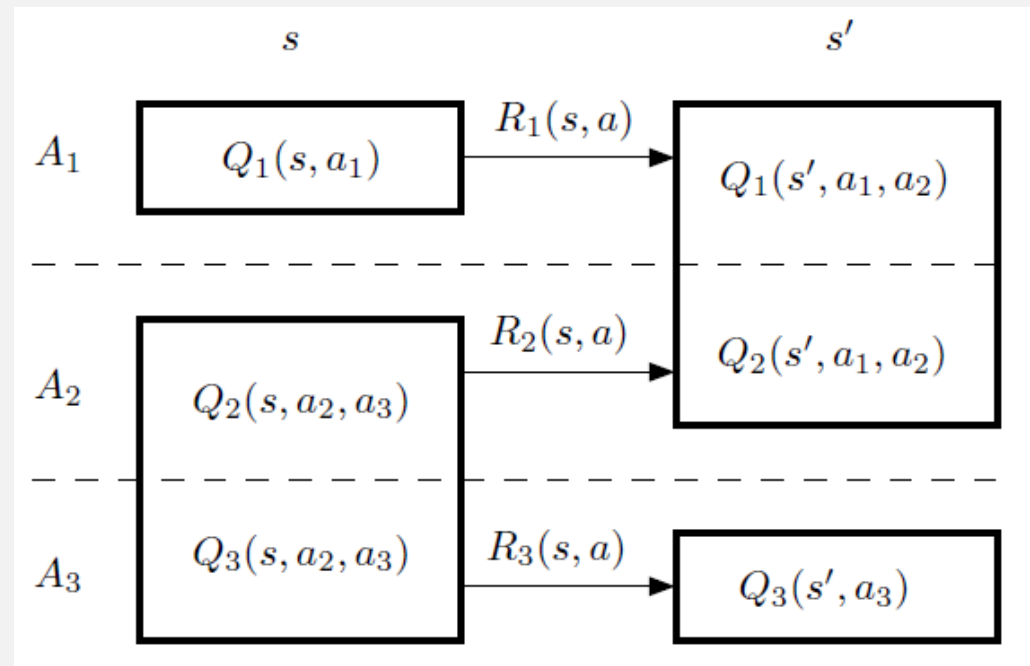 s s′
A₁ Q₁(s, a₁) R₁(s, a) Q₁(s′, a₁, a₂)
A₂ Q₂(s, a₂, a₃) R₂(s, a) Q₂(s′, a₁, a₂)
A₃ Q₃(s, a₂, a₃) R₃(s, a) Q₃(s′, a₃)